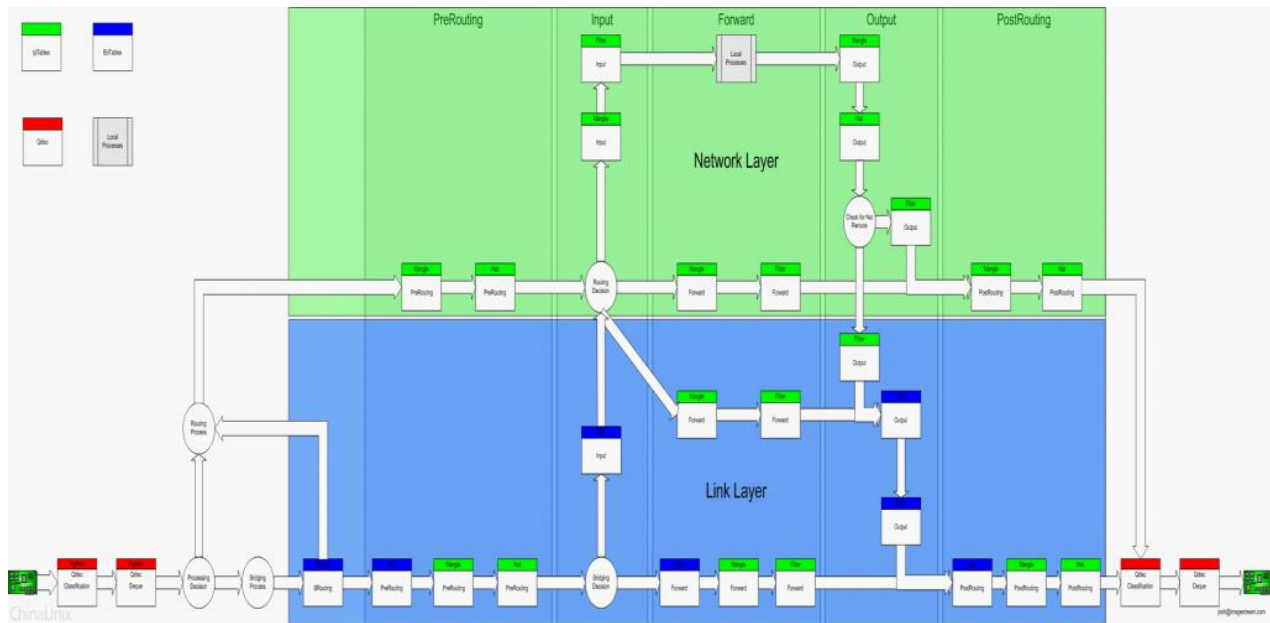 PreRouting
Input
Forward
Output
PostRouting
IpTables
EbTables
Qdisc
Local
Processes
Filter
Input
Local
Processes
Mangle
Output
Mangle
Input
Nat
Output
Network Layer
Check for Nat
Reroute
Filter
Output
Mangle
PreRouting
Nat
PreRouting
Routing
Decision
Mangle
Forward
Filter
Forward
Mangle
PostRouting
Nat
PostRouting
Filter
Output
Mangle
Forward
Filter
Forward
Output
Routing
Process
Input
Link Layer
Output
Qdisc
Classification
Qdisc
Deque
Processing
Decision
Bridging
Process
BRouting
PreRouting
Mangle
PreRouting
Nat
PreRouting
Bridging
Decision
Forward
Mangle
Forward
Filter
Forward
PostRouting
Mangle
PostRouting
Nat
PostRouting
Qdisc
Classification
Qdisc
Deque
ChinaUnix